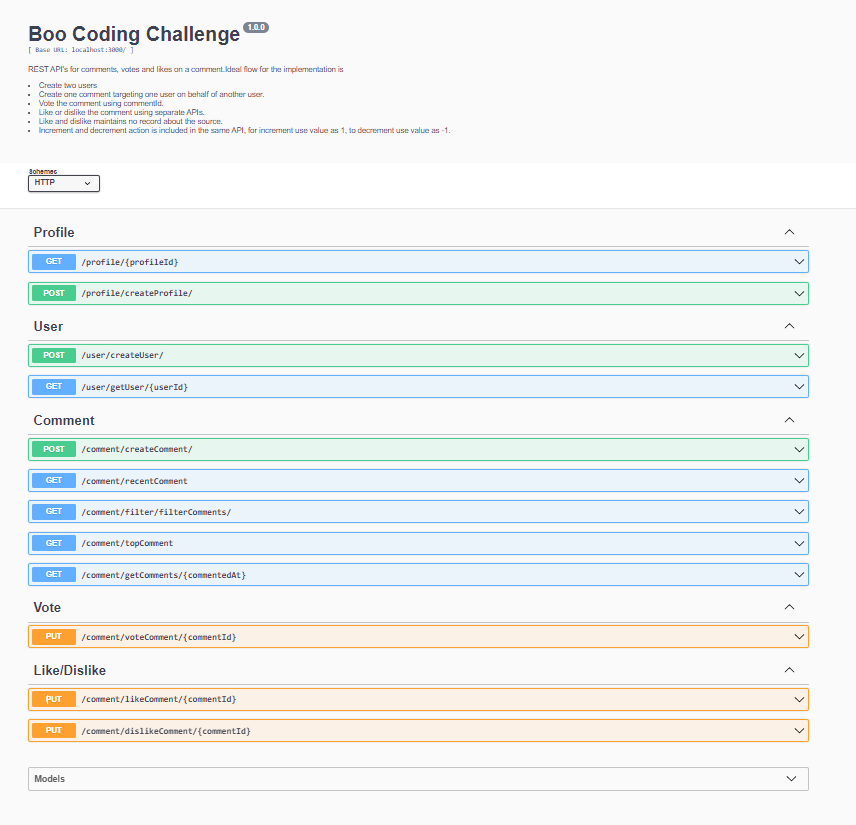 Boo Coding Challenge 1.0.0
[ Base URL: localhost:3000/ ]
REST API's for comments, votes and likes on a comment.Ideal flow for the implementation is
Create two users
Create one comment targeting one user on behalf of another user.
Vote the comment using commentId.
Like or dislike the comment using separate APIs.
Like and dislike maintains no record about the source.
Increment and decrement action is included in the same API, for increment use value as 1, to decrement use value as -1.
Schemes
HTTP
Profile
GET /profile/{profileId}
POST /profile/createProfile/
User
POST /user/createUser/
GET /user/getUser/{userId}
Comment
POST /comment/createComment/
GET /comment/recentComment
GET /comment/filter/filterComments/
GET /comment/topComment
GET /comment/getComments/{commentedAt}
Vote
PUT /comment/voteComment/{commentId}
Like/Dislike
PUT /comment/likeComment/{commentId}
PUT /comment/dislikeComment/{commentId}
Models